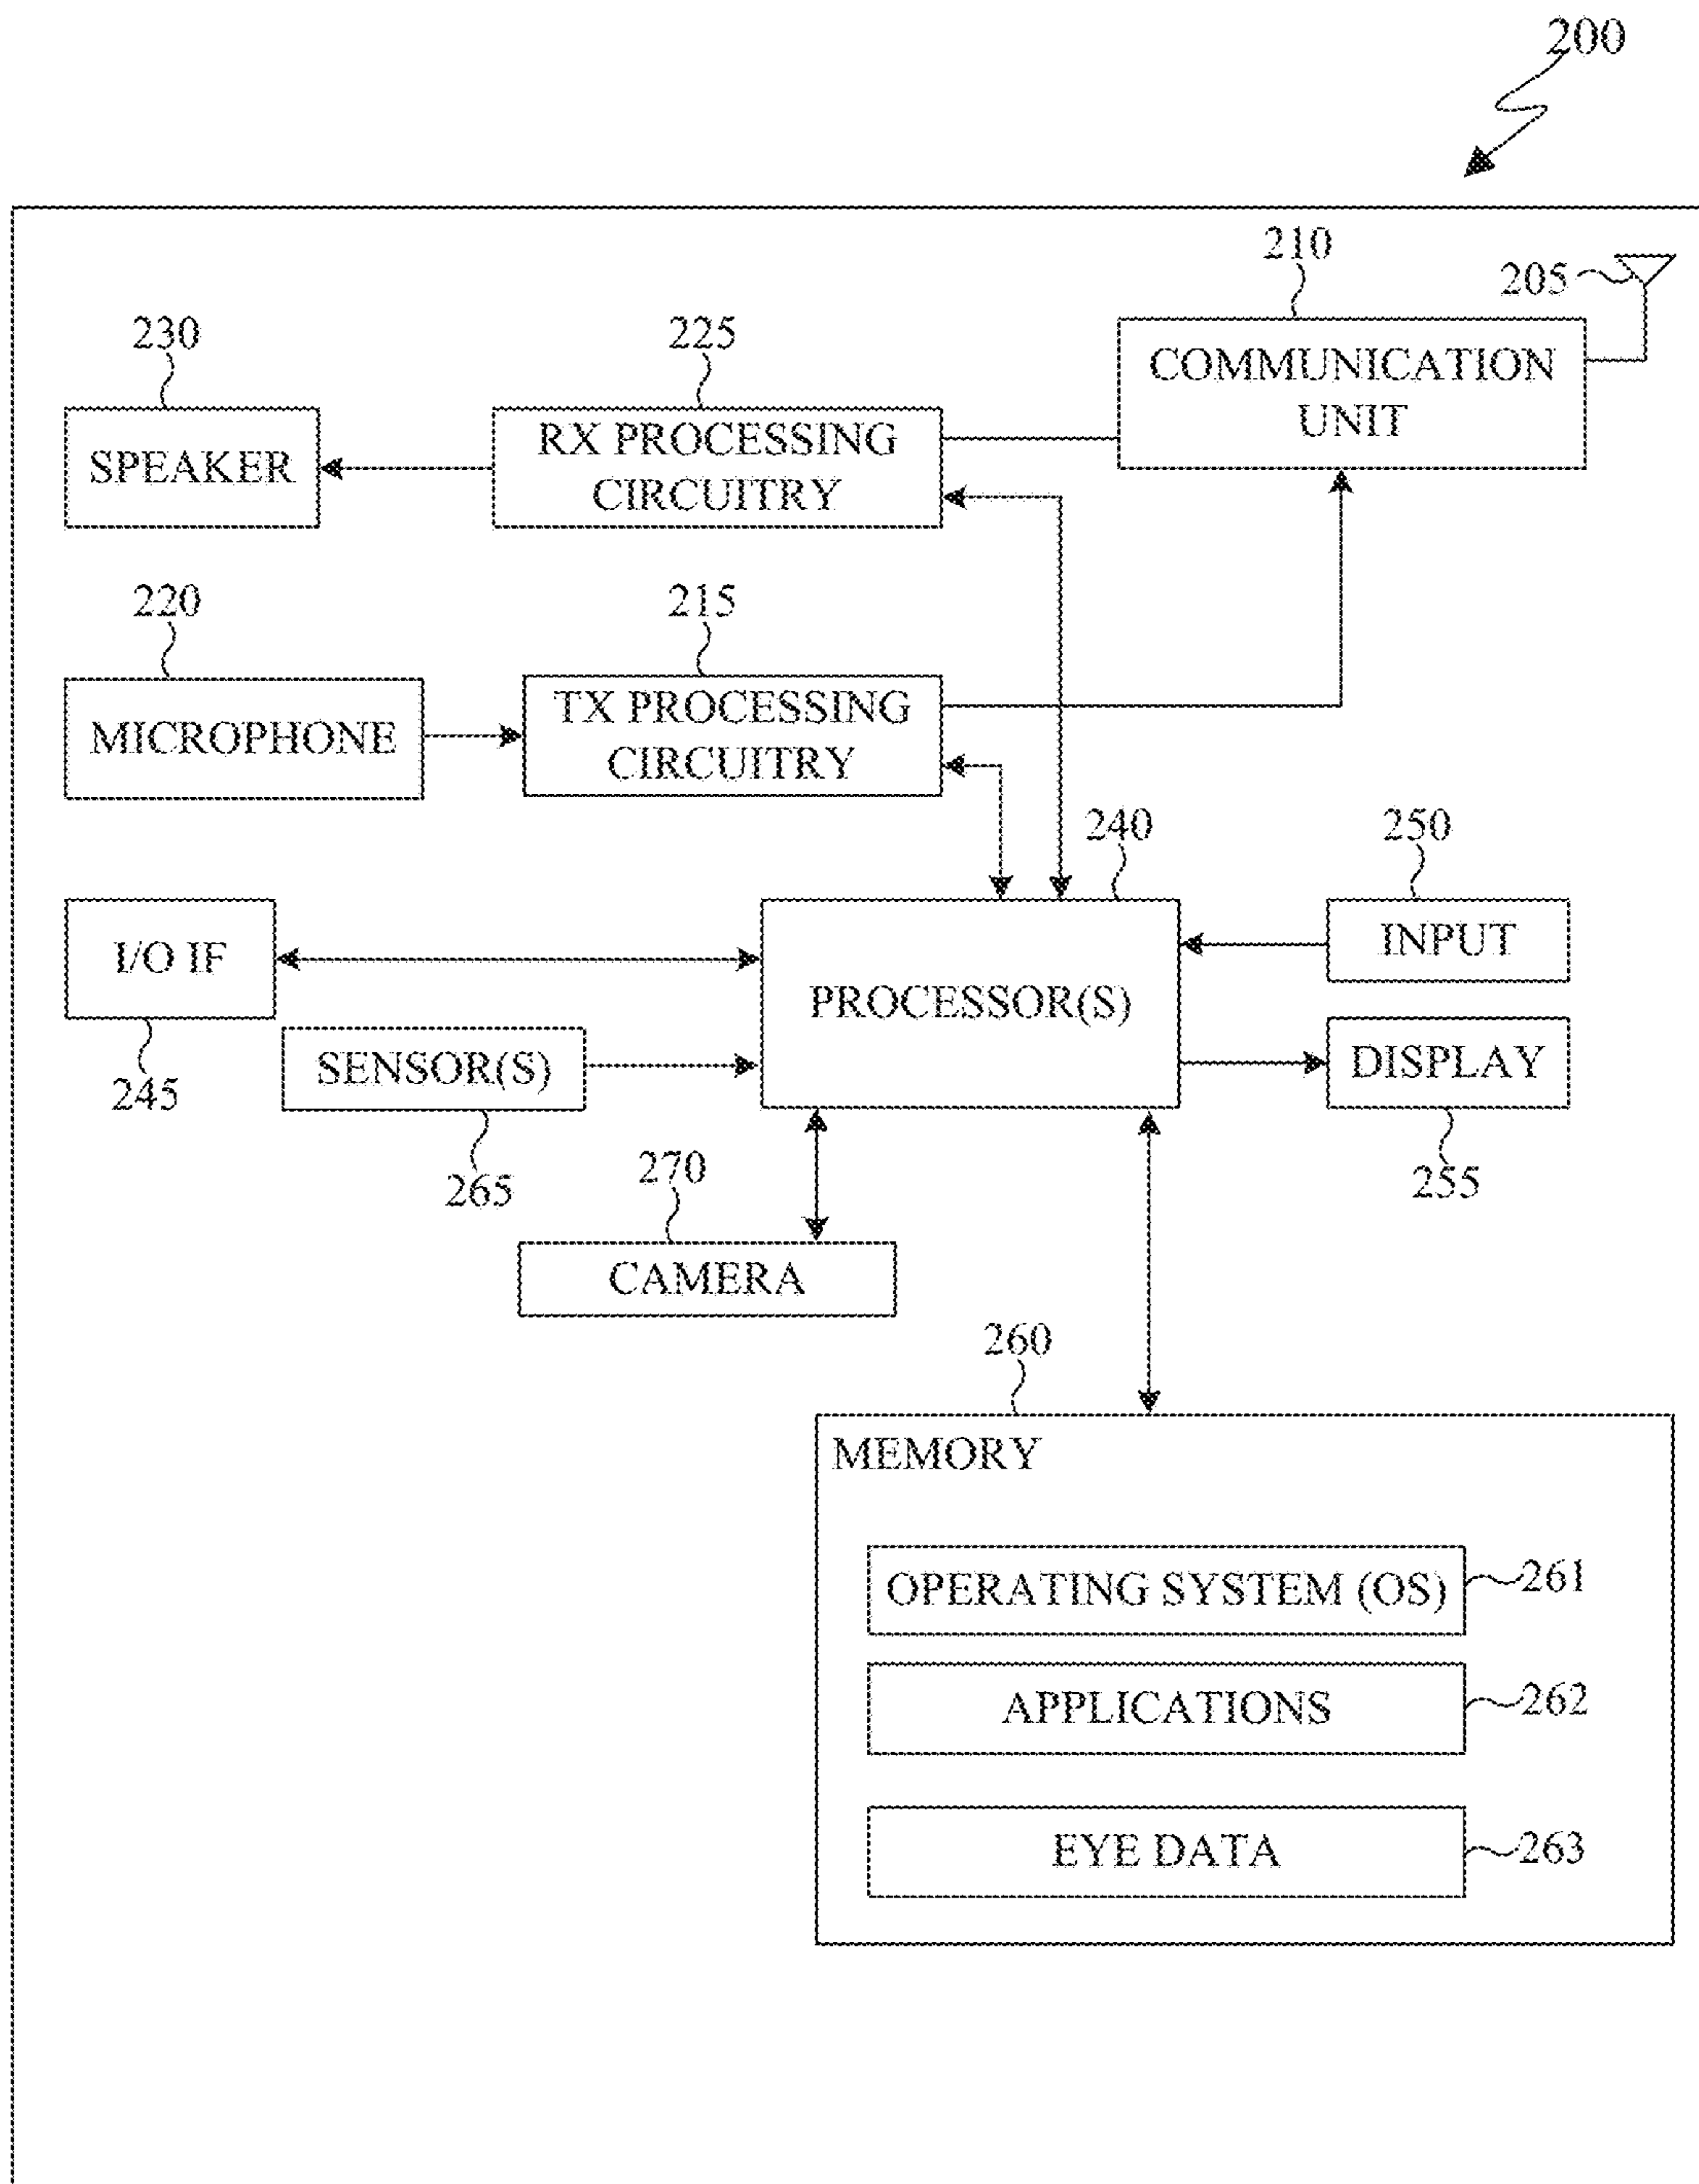 200
210
205
230
225
COMMUNICATION
UNIT
SPEAKER
RX PROCESSING
CIRCUITRY
220
215
MICROPHONE
TX PROCESSING
CIRCUITRY
240
250
I/O IF
PROCESSOR(S)
INPUT
245
SENSOR(S)
DISPLAY
265
270
255
CAMERA
260
MEMORY
OPERATING SYSTEM (OS)
261
APPLICATIONS
262
EYE DATA
263